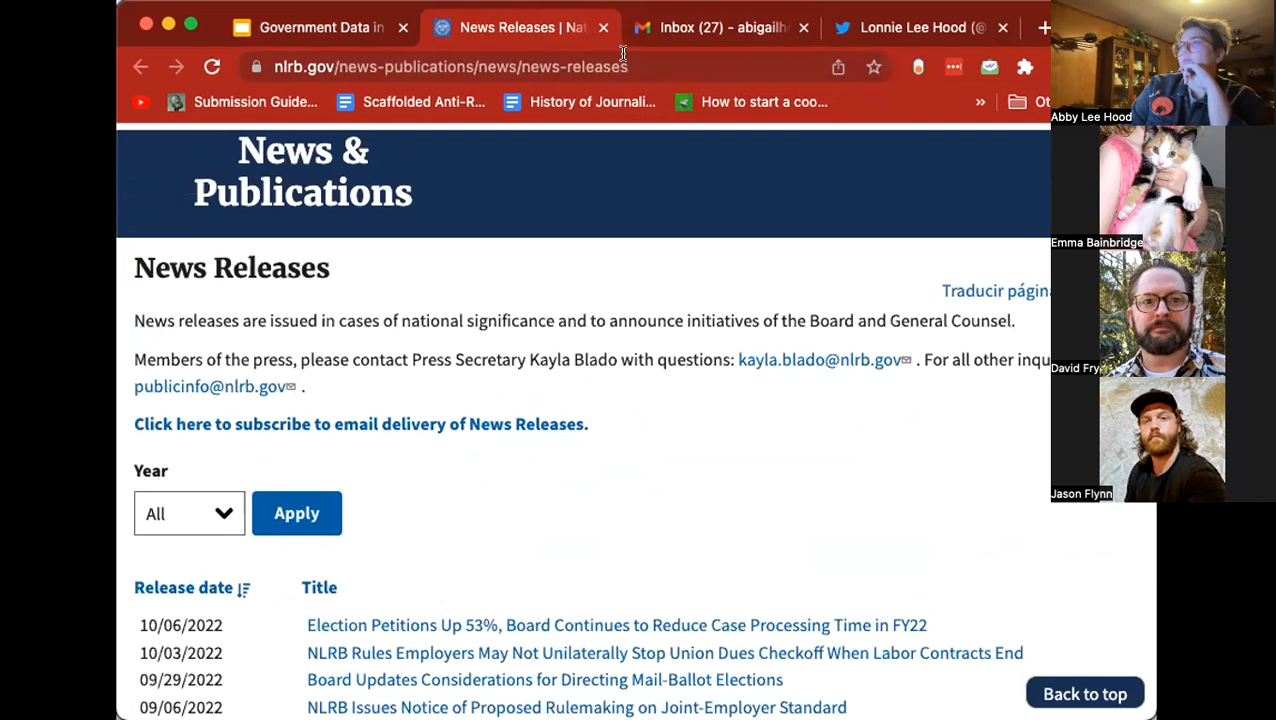 Government Data in
News Releases | Nat
Inbox (27) - abigailh
Lonnie Lee Hood (@
nlrb.gov/news-publications/news/news-releases
Submission Guide...
Scaffolded Anti-R...
History of Journali...
How to start a coo...
»
Ot
News &
Publications
News Releases
Traducir págin
News releases are issued in cases of national significance and to announce initiatives of the Board and General Counsel.
Members of the press, please contact Press Secretary Kayla Blado with questions: kayla.blado@nlrb.gov . For all other inqu
publicinfo@nlrb.gov .
Click here to subscribe to email delivery of News Releases.
Year
All
Apply
Release date Title
10/06/2022 Election Petitions Up 53%, Board Continues to Reduce Case Processing Time in FY22
10/03/2022 NLRB Rules Employers May Not Unilaterally Stop Union Dues Checkoff When Labor Contracts End
09/29/2022 Board Updates Considerations for Directing Mail-Ballot Elections
09/06/2022 NLRB Issues Notice of Proposed Rulemaking on Joint-Employer Standard
Back to top
Abby Lee Hood
Emma Bainbridge
David Fry
Jason Flynn